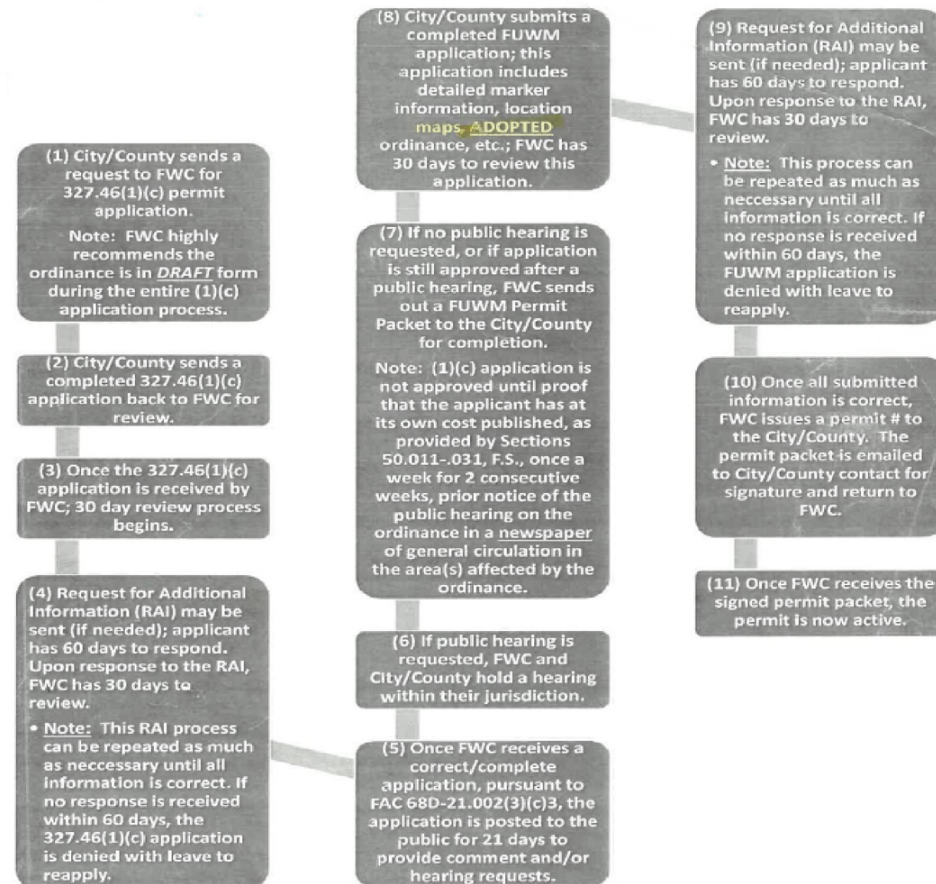 (1) City/County sends a
request to FWC for
327.46(1)(c) permit
application.
Note: FWC highly
recommends the
ordinance is in DRAFT form
during the entire (1)(c)
application process.
(2) City/County sends a
completed 327.46(1)(c)
application back to FWC for
review.
(3) Once the 327.46(1)(c)
application is received by
FWC; 30 day review process
begins.
(4) Request for Additional
Information (RAI) may be
sent (if needed); applicant
has 60 days to respond.
Upon response to the RAI,
FWC has 30 days to
review.
• Note: This RAI process
can be repeated as much
as neccessary until all
information is correct. If
no response is received
within 60 days, the
327.46(1)(c) application
is denied with leave to
reapply.
(5) Once FWC receives a
correct/complete
application, pursuant to
FAC 68D-21.002(3)(c)3, the
application is posted to the
public for 21 days to
provide comment and/or
hearing requests.
(6) If public hearing is
requested, FWC and
City/County hold a hearing
within their jurisdiction.
(7) If no public hearing is
requested, or if application
is still approved after a
public hearing, FWC sends
out a FUWM Permit
Packet to the City/County
for completion.
Note: (1)(c) application is
not approved until proof
that the applicant has at
its own cost published, as
provided by Sections
50.011-.031, F.S., once a
week for 2 consecutive
weeks, prior notice of the
public hearing on the
ordinance in a newspaper
of general circulation in
the area(s) affected by the
ordinance.
(8) City/County submits a
completed FUWM
application; this
application includes
detailed marker
information, location
maps, ADOPTED
ordinance, etc.; FWC has
30 days to review this
application.
(9) Request for Additional
Information (RAI) may be
sent (if needed); applicant
has 60 days to respond.
Upon response to the RAI,
FWC has 30 days to
review.
• Note: This process can
be repeated as much as
neccessary until all
information is correct. If
no response is received
within 60 days, the
FUWM application is
denied with leave to
reapply.
(10) Once all submitted
information is correct,
FWC issues a permit # to
the City/County. The
permit packet is emailed
to City/County contact for
signature and return to
FWC.
(11) Once FWC receives the
signed permit packet, the
permit is now active.